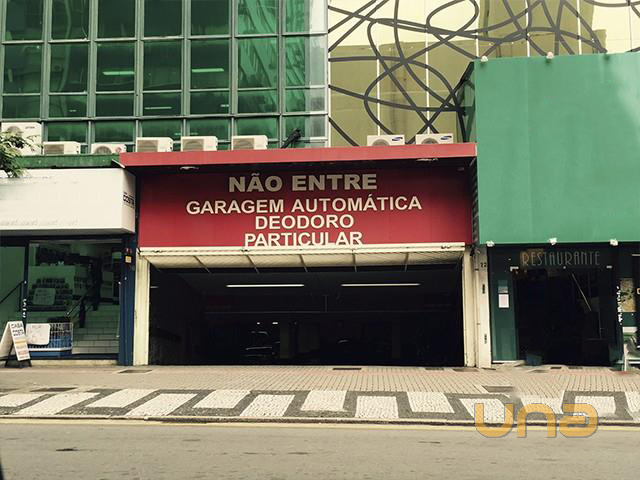 NÃO ENTRE
GARAGEM AUTOMÁTICA
DEODORO
PARTICULAR
RESTAURANTE
una